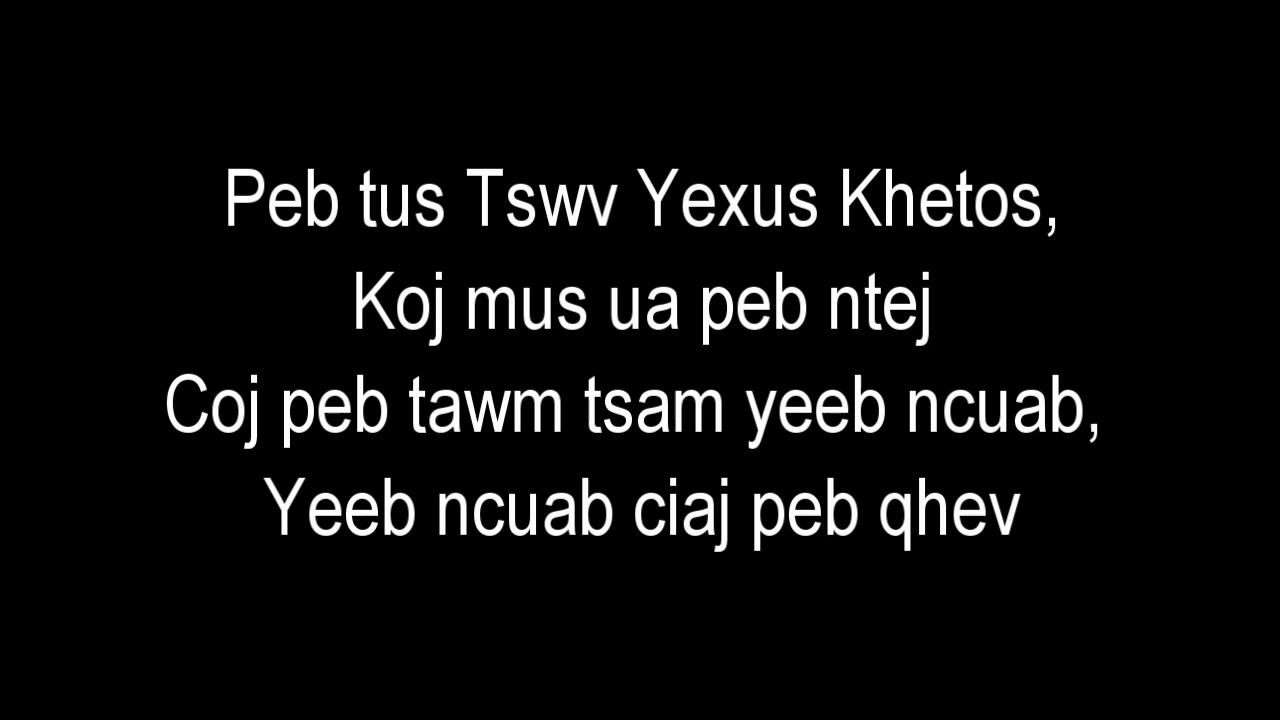 Peb tus Tswv Yexus Khetos,
Koj mus ua peb ntej
Coj peb tawm tsam yeeb ncuab,
Yeeb ncuab ciaj peb qhev